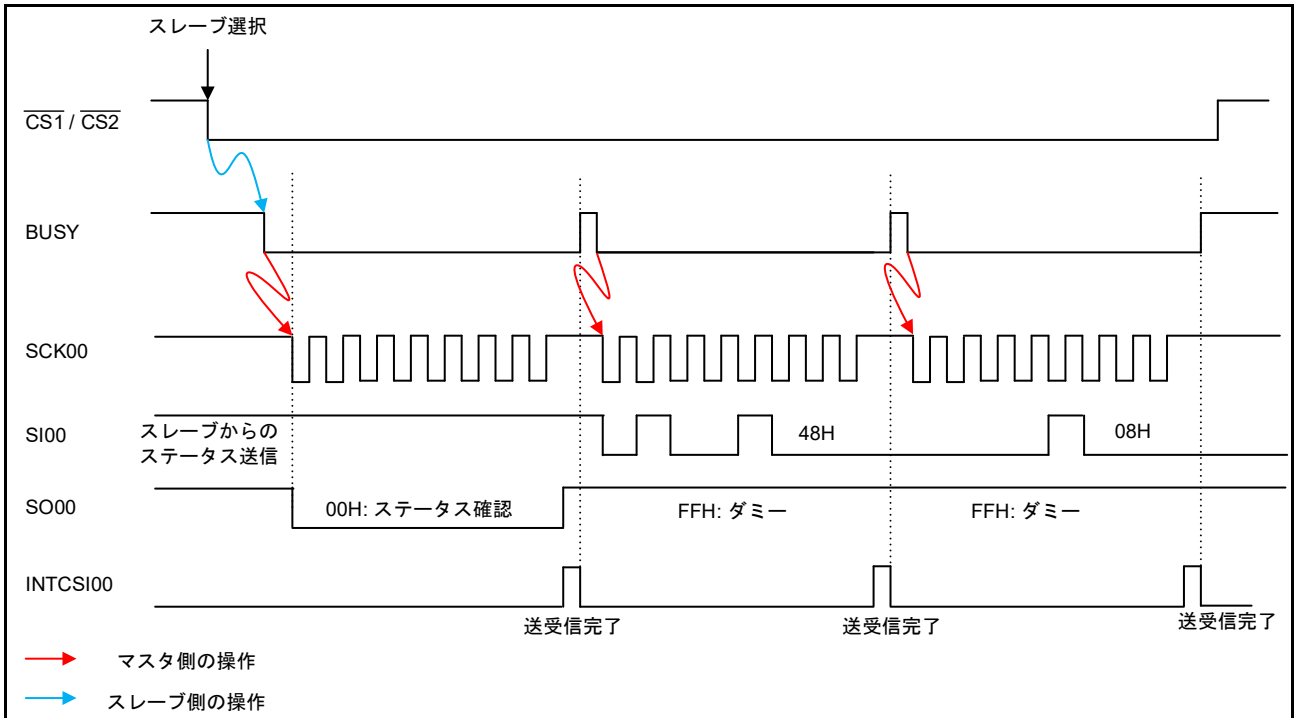 スレーブ選択
CS1 / CS2
BUSY
SCK00
SI00
スレーブからの
ステータス送信
48H
08H
SO00
00H: ステータス確認
FFH: ダミー
FFH: ダミー
INTCSI00
送受信完了
送受信完了
送受信完了
マスタ側の操作
スレーブ側の操作